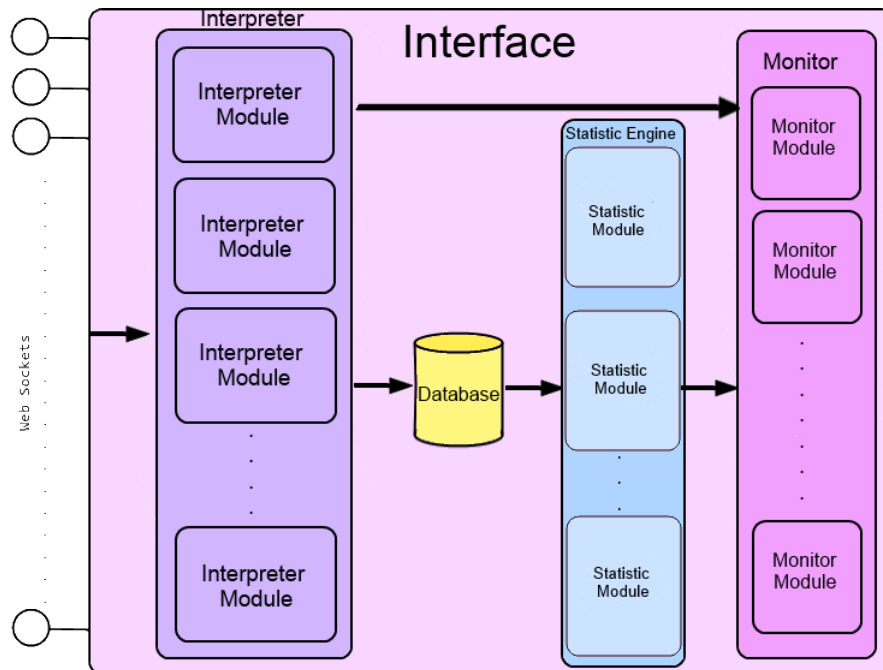 Interpreter
Interface
Interpreter
Module
Interpreter
Module
Interpreter
Module
Interpreter
Module
Web Sockets
Database
Statistic Engine
Statistic
Module
Statistic
Module
Statistic
Module
Monitor
Monitor
Module
Monitor
Module
Monitor
Module